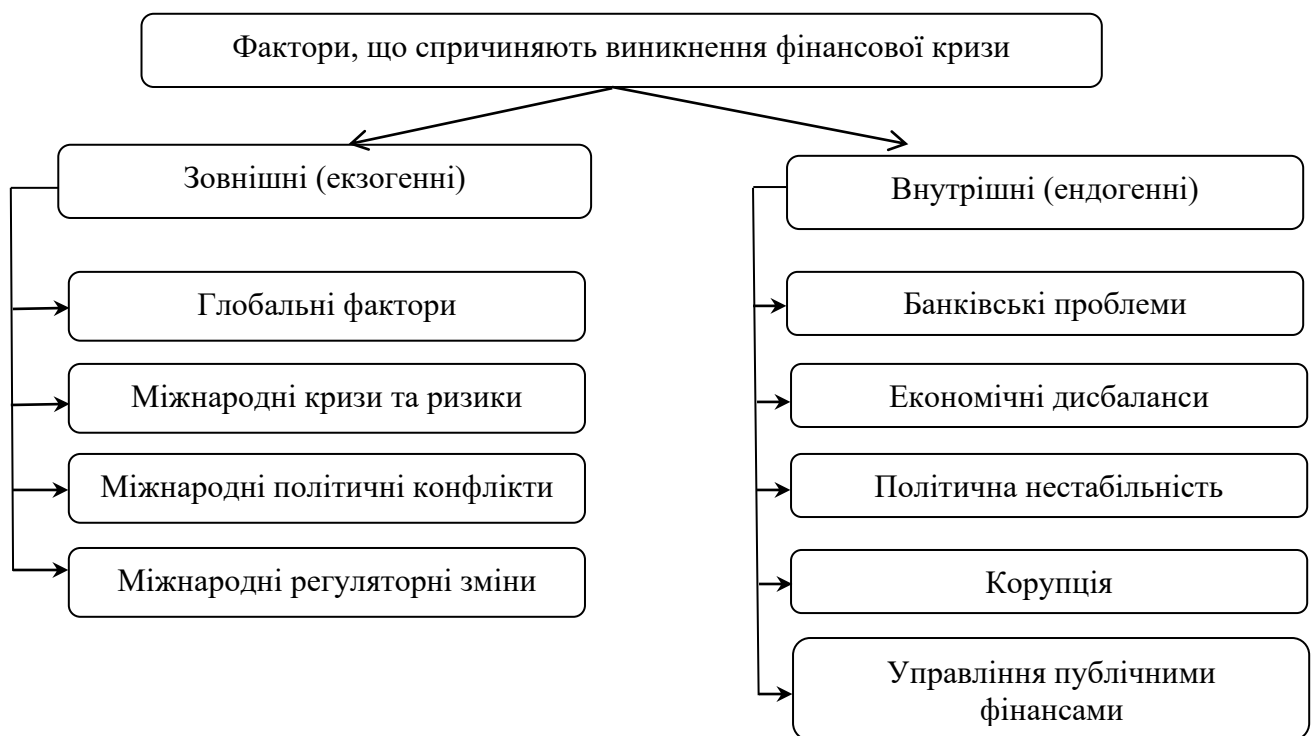 Фактори, що спричиняють виникнення фінансової кризи
Зовнішні (екзогенні)
Глобальні фактори
Міжнародні кризи та ризики
Міжнародні політичні конфлікти
Міжнародні регуляторні зміни
Внутрішні (ендогенні)
Банківські проблеми
Економічні дисбаланси
Політична нестабільність
Корупція
Управління публічними
фінансами